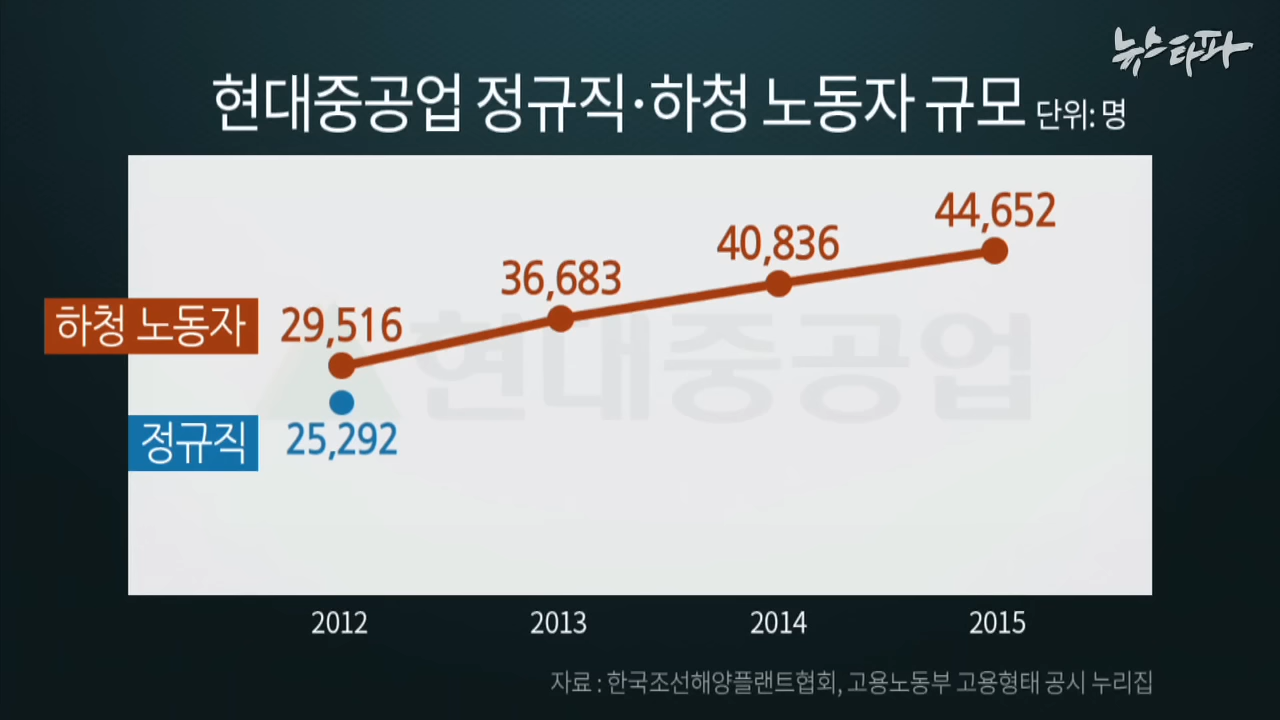 뉴스타파
현대중공업 정규직·하청 노동자 규모 단위: 명
44,652
40,836
36,683
하청 노동자 29,516
현대중공업
정규직 25,292
2012 2013 2014 2015
자료 : 한국조선해양플랜트협회, 고용노동부 고용형태 공시 누리집